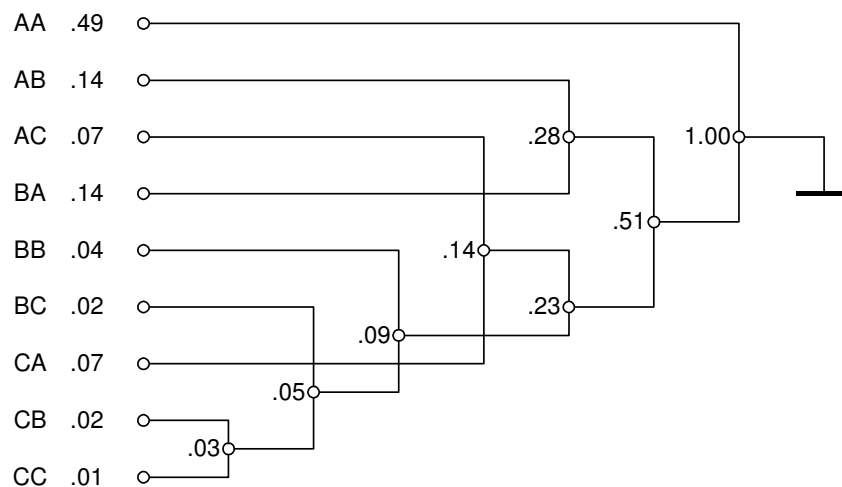 AA .49
AB .14
AC .07 .28 1.00
BA .14
.51
BB .04 .14
BC .02 .23
.09
CA .07
.05
CB .02
.03
CC .01